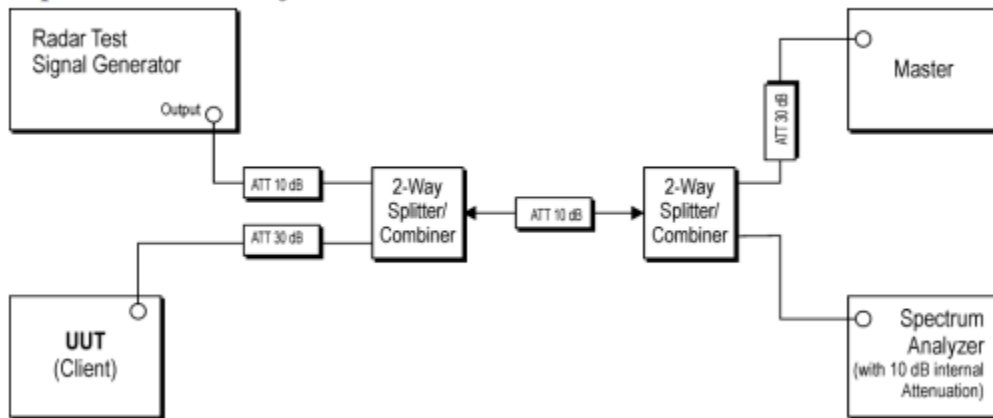 Radar Test
Signal Generator
Output
Master
ATT 30 dB
ATT 10 dB
2-Way
Splitter/
Combiner
ATT 10 dB
2-Way
Splitter/
Combiner
ATT 30 dB
UUT
(Client)
Spectrum
Analyzer
(with 10 dB internal
Attenuation)